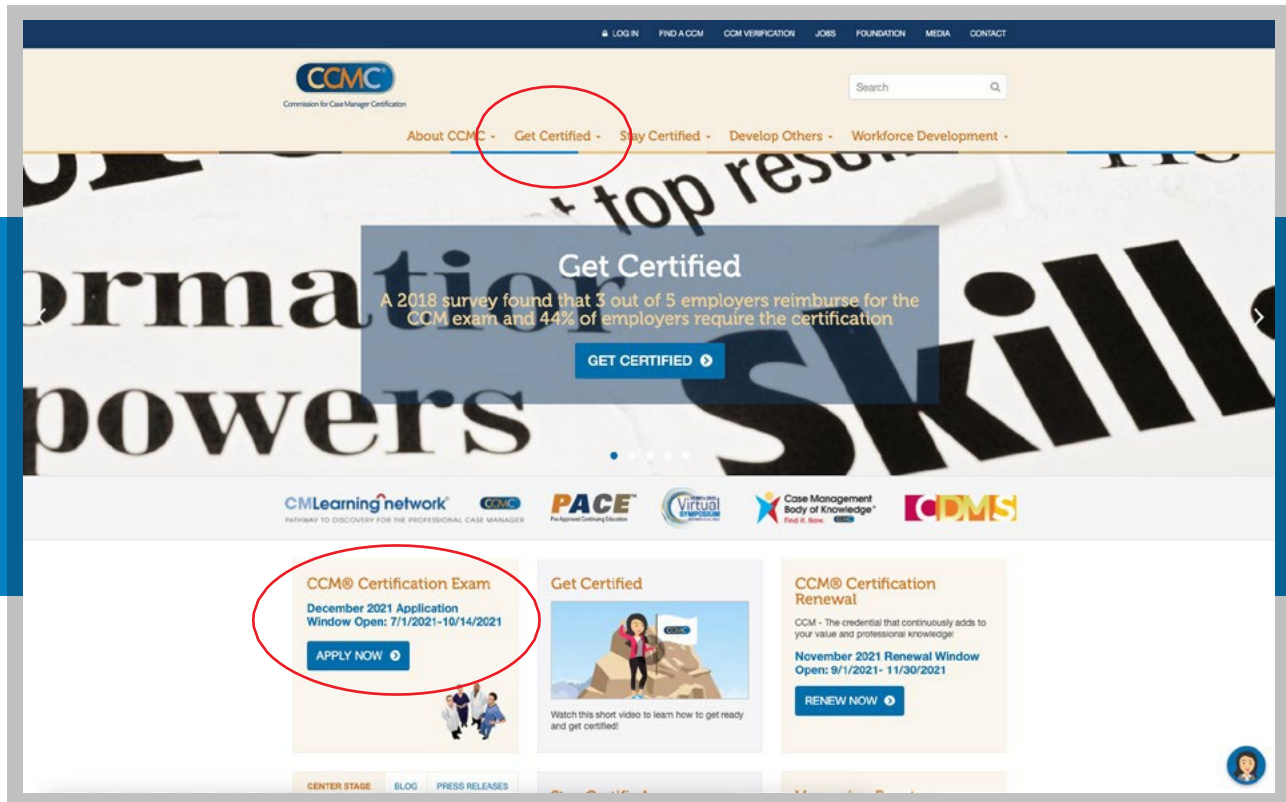 LOG IN FIND A CCM CCM VERIFICATION JOBS FOUNDATION MEDIA CONTACT
CCMC®
Commission for Case Manager Certification
Search
About CCMC Get Certified Stay Certified Develop Others Workforce Development
top
skill
powers
Get Certified
A 2018 survey found that 3 out of 5 employers reimburse for the
CCM exam and 44% of employers require the certification
GET CERTIFIED
CMLearning network® CCMC
PATHWAY TO DISCOVERY FOR THE PROFESSIONAL CASE MANAGER
PACE™
Pre-Approved Continuing Education
Virtual
SYMPOSIUM
Case Management
Body of Knowledge®
Find it. Now. CCMC
CDMS
CCM® Certification Exam
December 2021 Application
Window Open: 7/1/2021-10/14/2021
APPLY NOW
Get Certified
CCMC
Watch this short video to learn how to get ready
and get certified!
CCM® Certification
Renewal
CCM - The credential that continuously adds to
your value and professional knowledge!
November 2021 Renewal Window
Open: 9/1/2021- 11/30/2021
RENEW NOW
CENTER STAGE BLOG PRESS RELEASES